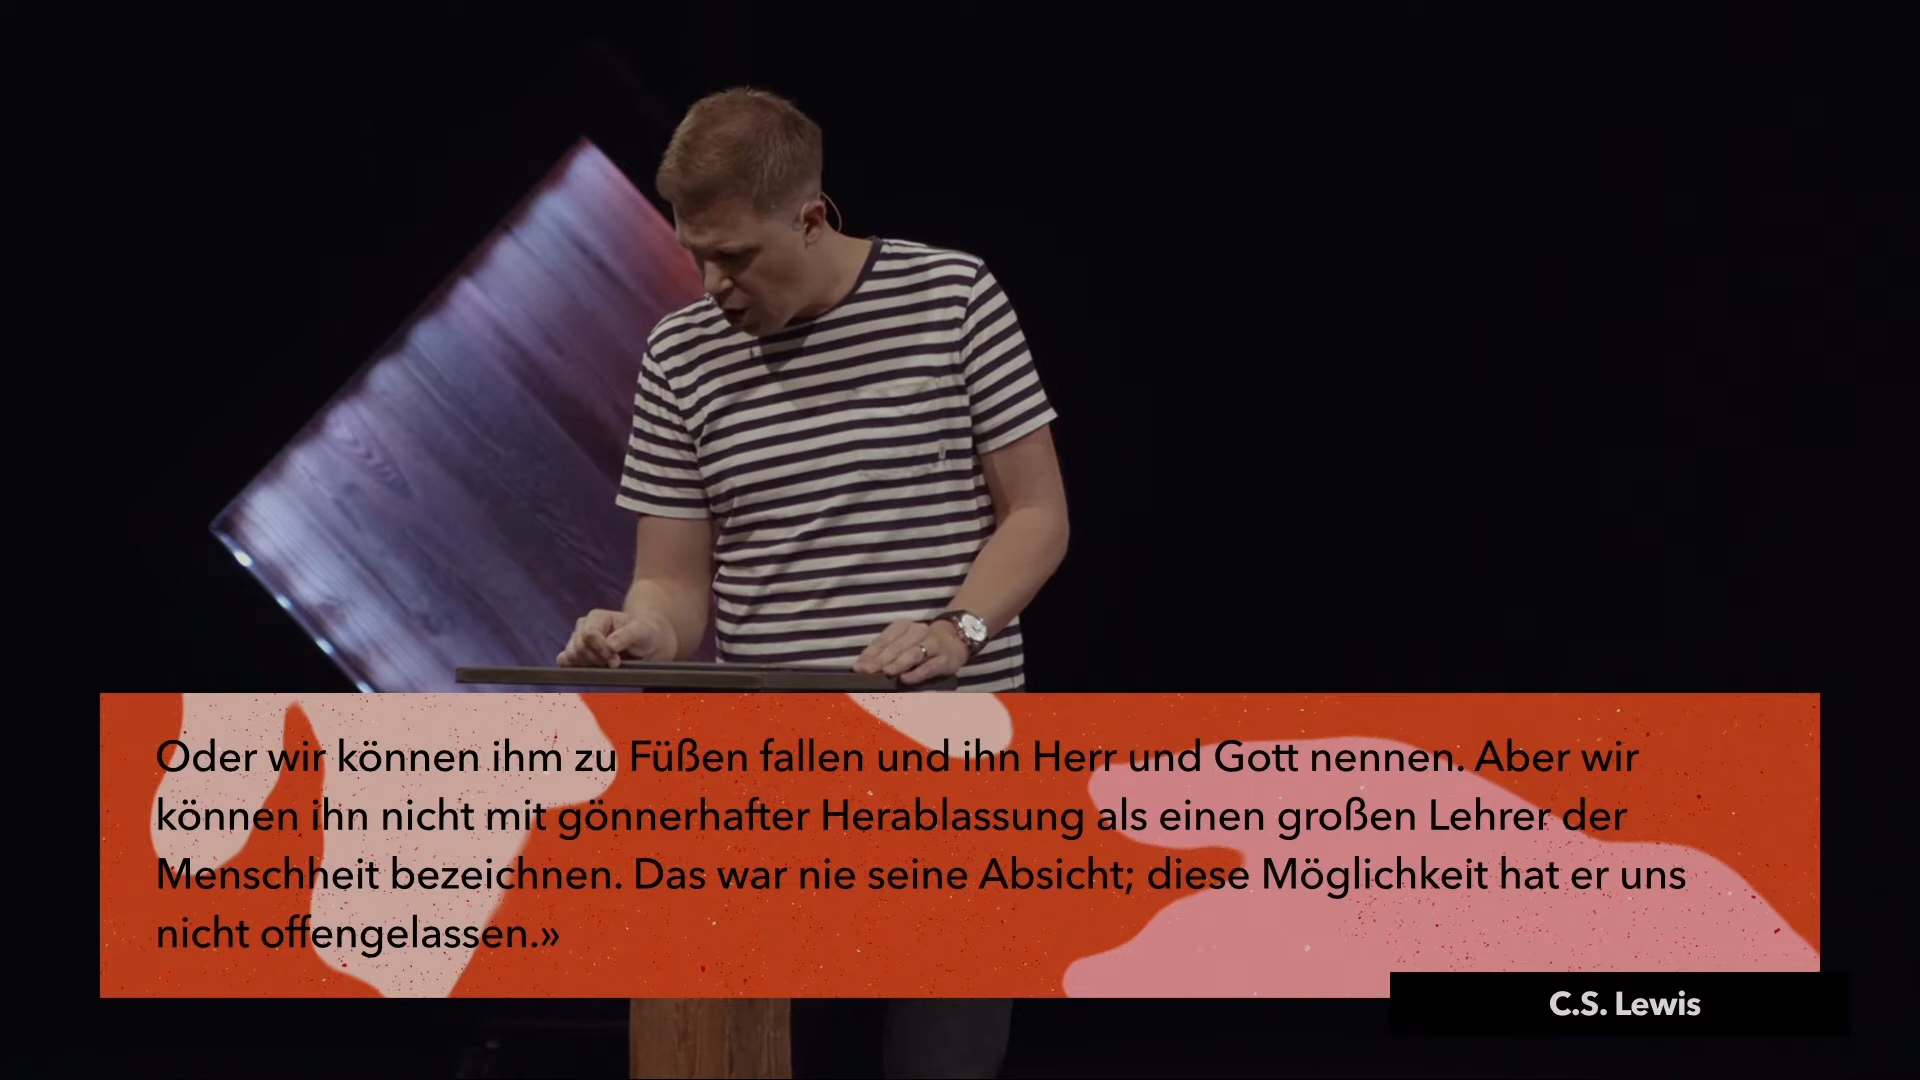 Oder wir können ihm zu Füßen fallen und ihn Herr und Gott nennen. Aber wir
können ihn nicht mit gönnerhafter Herablassung als einen großen Lehrer der
Menschheit bezeichnen. Das war nie seine Absicht; diese Möglichkeit hat er uns
nicht offengelassen.»
C.S. Lewis